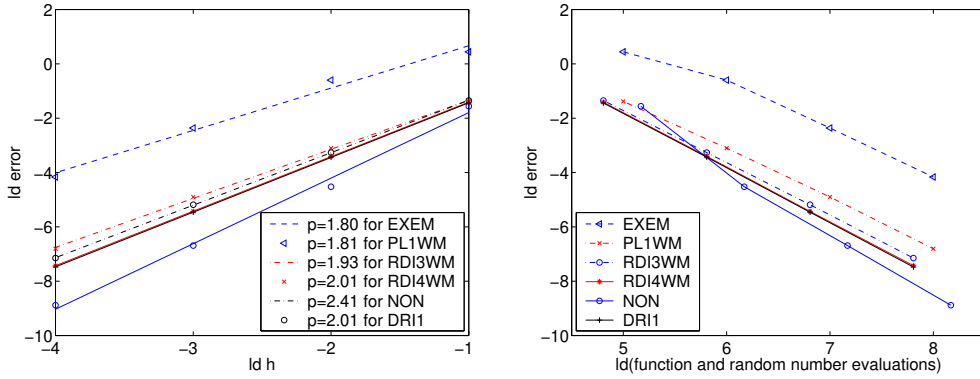 2
0
−2
−4
−6
−8
−10
ld error
−4
−3
−2
−1
ld h
p=1.80 for EXEM
p=1.81 for PL1WM
p=1.93 for RDI3WM
p=2.01 for RDI4WM
p=2.41 for NON
p=2.01 for DRI1
2
0
−2
−4
−6
−8
−10
ld error
5
6
7
8
ld(function and random number evaluations)
EXEM
PL1WM
RDI3WM
RDI4WM
NON
DRI1